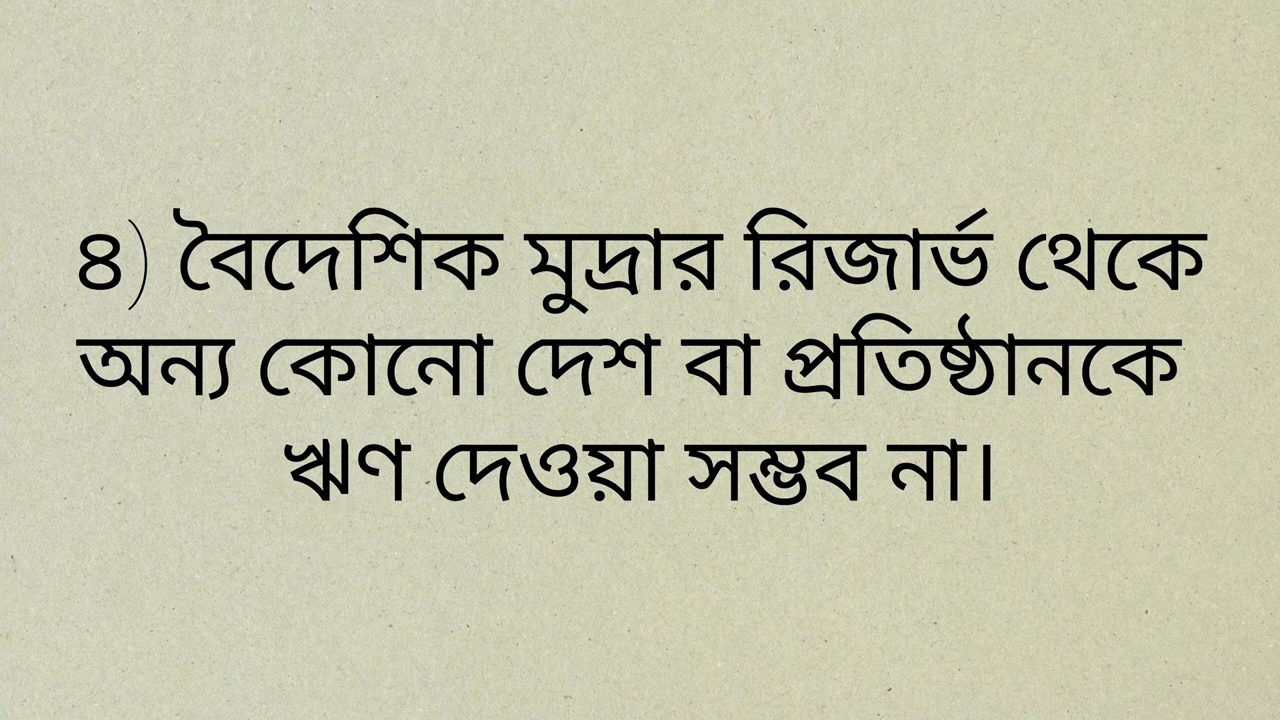 ৪) বৈদেশিক মুদ্রার রিজার্ভ থেকে
অন্য কোনো দেশ বা প্রতিষ্ঠানকে
ঋণ দেওয়া সম্ভব না।